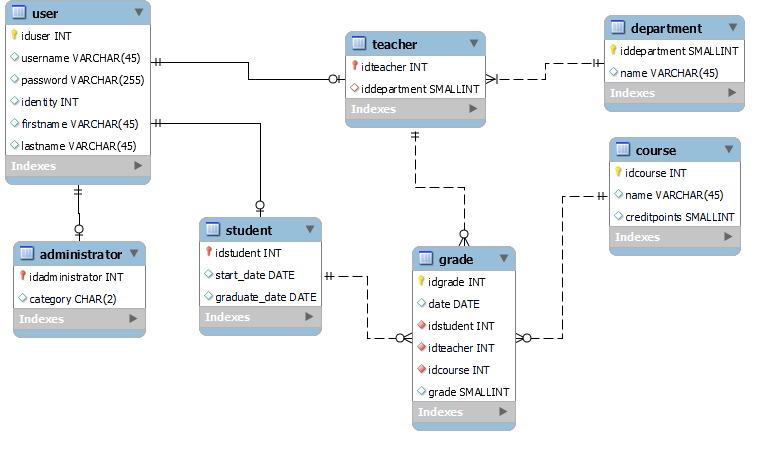 user
iduser INT
username VARCHAR(45)
password VARCHAR(255)
identity INT
firstname VARCHAR(45)
lastname VARCHAR(45)
Indexes
teacher
idteacher INT
iddepartment SMALLINT
Indexes
department
iddepartment SMALLINT
name VARCHAR(45)
Indexes
course
idcourse INT
name VARCHAR(45)
creditpoints SMALLINT
Indexes
administrator
idadministrator INT
category CHAR(2)
Indexes
student
idstudent INT
start_date DATE
graduate_date DATE
Indexes
grade
idgrade INT
date DATE
idstudent INT
idteacher INT
idcourse INT
grade SMALLINT
Indexes